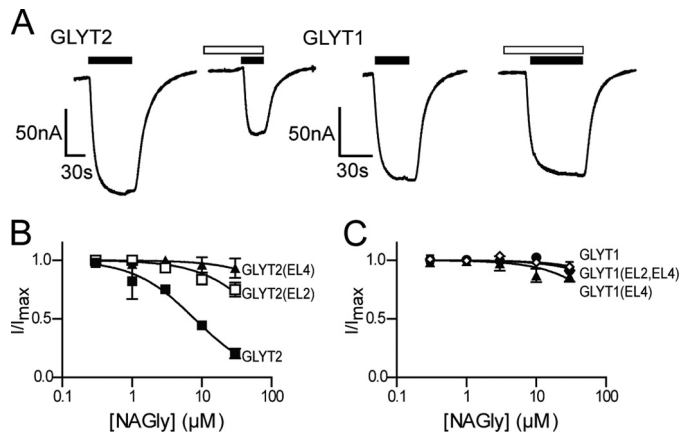 A
GLYT2
GLYT1
50nA
30s
50nA
30s
B
C
I/Imax
1.0
0.5
0.0
GLYT2(EL4)
GLYT2(EL2)
GLYT2
0.1 1 10 100
[NAGly] (µM)
I/Imax
1.0
0.5
0.0
GLYT1
GLYT1(EL2,EL4)
GLYT1(EL4)
0.1 1 10 100
[NAGly] (µM)